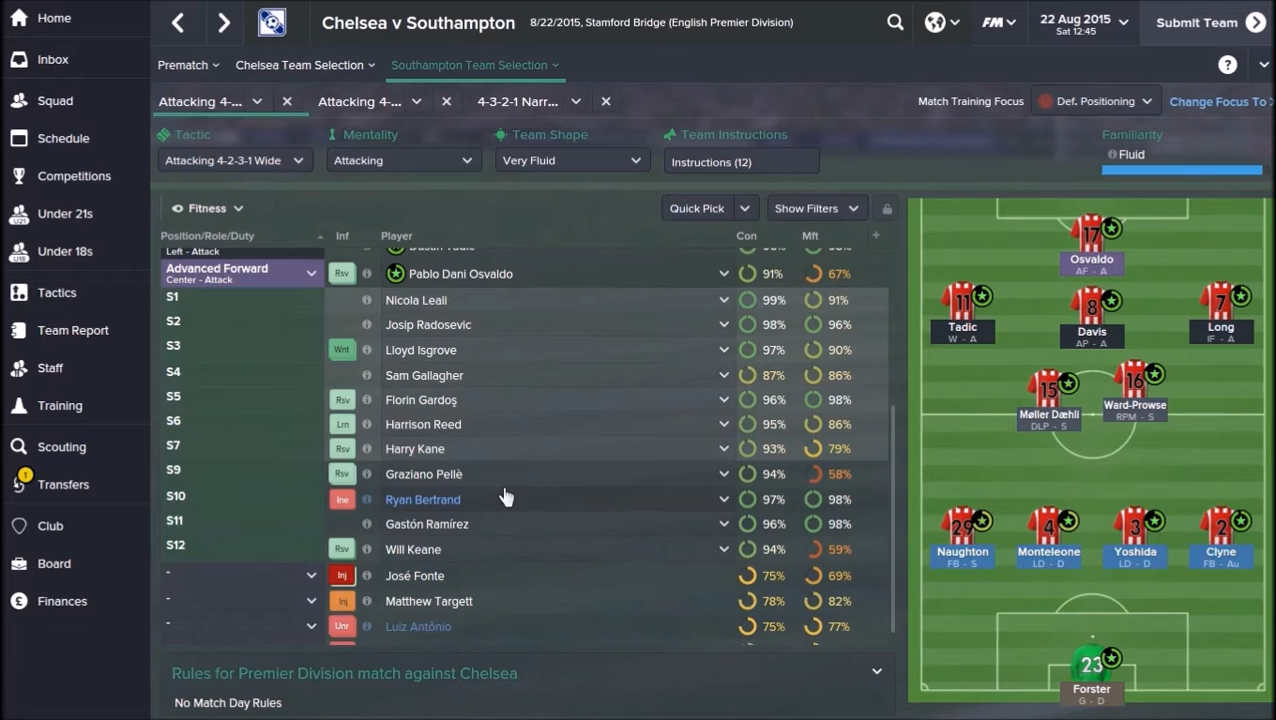 Home
Chelsea v Southampton 8/22/2015, Stamford Bridge (English Premier Division) FM 22 Aug 2015 Sat 12:45 Submit Team
Inbox
Prematch Chelsea Team Selection Southampton Team Selection ?
Squad
Attacking 4-... Attacking 4-... 4-3-2-1 Narr... Match Training Focus Def. Positioning Change Focus To
Schedule
Tactic Mentality Team Shape Team Instructions Familiarity
Attacking 4-2-3-1 Wide Attacking Very Fluid Instructions (12) Fluid
Competitions
Under 21s
Fitness Quick Pick Show Filters
Position/Role/Duty Inf Player Con Mft +
Under 18s
Left - Attack
Advanced Forward Rsv Pablo Dani Osvaldo 91% 67%
Center - Attack
Tactics
S1 Nicola Leali 99% 91%
S2 Josip Radosevic 98% 96%
Team Report
S3 Wnt Lloyd Isgrove 97% 90%
Staff
S4 Sam Gallagher 87% 86%
S5 Rsv Florin Gardoș 96% 98%
Training
S6 Lrn Harrison Reed 95% 86%
S7 Rsv Harry Kane 93% 79%
Scouting
S9 Rsv Graziano Pellè 94% 58%
1
Transfers
S10 Ine Ryan Bertrand 97% 98%
S11 Gastón Ramírez 96% 98%
Club
S12 Rsv Will Keane 94% 59%
Board
- Inj José Fonte 75% 69%
- Inj Matthew Targett 78% 82%
Finances
- Unr Luiz Antônio 75% 77%
Rules for Premier Division match against Chelsea
No Match Day Rules
17
Osvaldo
AF - A
11 8 7
Tadic Davis Long
W - A AP - A IF - A
15 16
Møller Dæhli Ward-Prowse
DLP - S RPM - S
29 4 3 2
Naughton Monteleone Yoshida Clyne
FB - S LD - D LD - D FB - Au
23
Forster
G - D